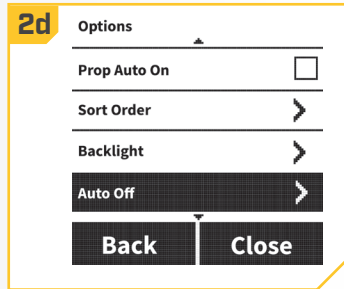 2d
Options
Prop Auto On
Sort Order
Backlight
Auto Off
Back Close